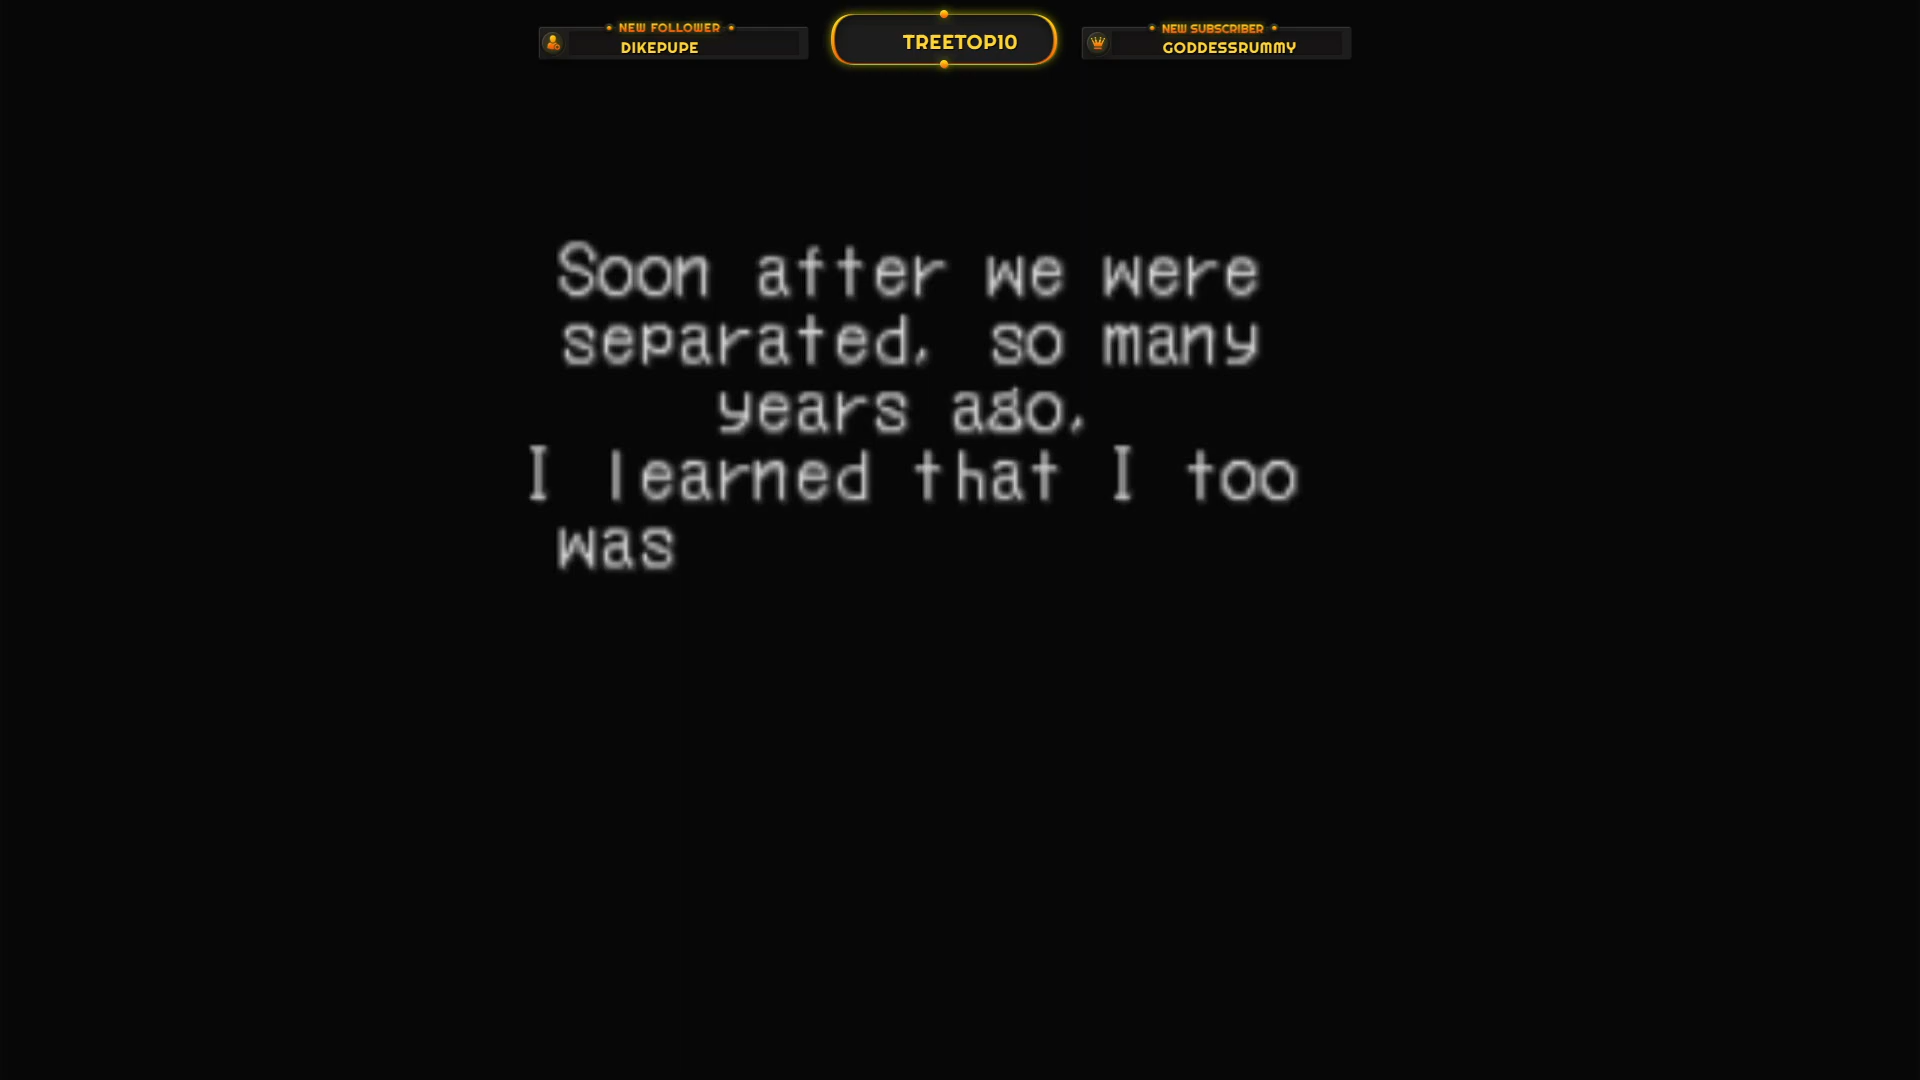 NEW FOLLOWER
DIKEPUPE
TREETOP10
NEW SUBSCRIBER
GODDESSRUMMY
Soon after we were
separated, so many
years ago,
I learned that I too
was